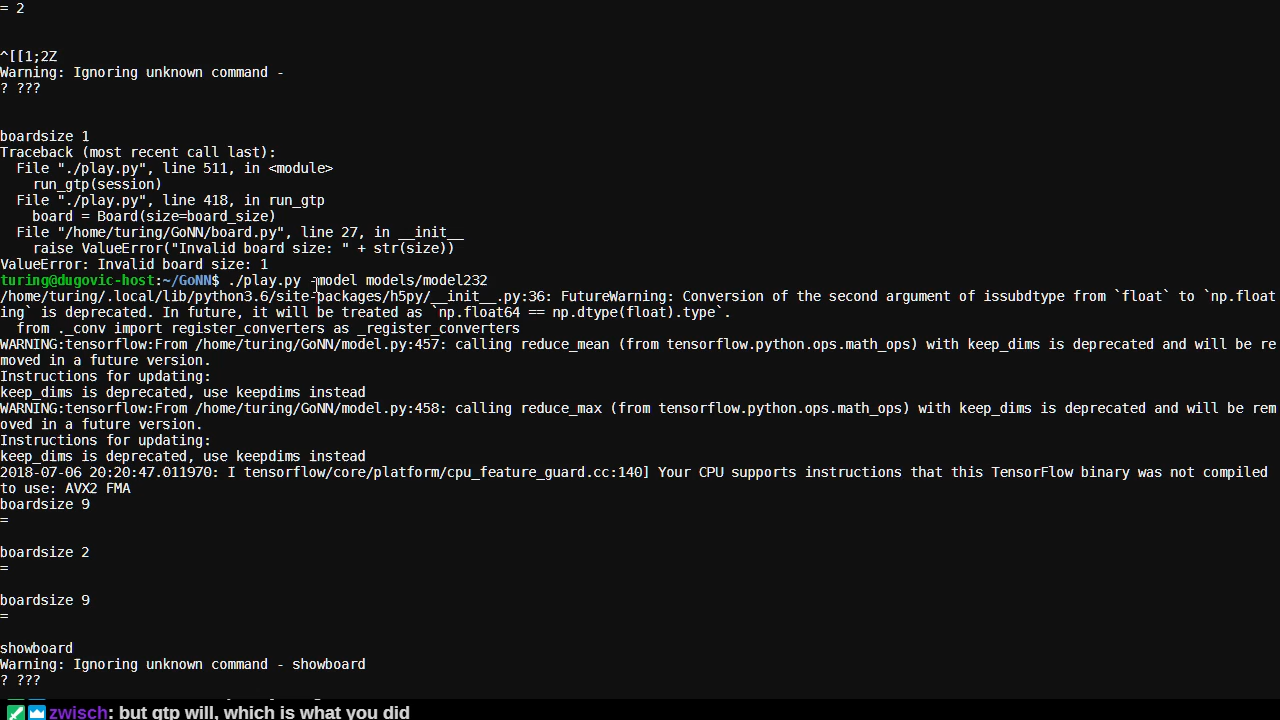 = 2
^[[1;2Z
Warning: Ignoring unknown command -
? ???
boardsize 1
Traceback (most recent call last):
  File "./play.py", line 511, in <module>
    run_gtp(session)
  File "./play.py", line 418, in run_gtp
    board = Board(size=board_size)
  File "/home/turing/GoNN/board.py", line 27, in __init__
    raise ValueError("Invalid board size: " + str(size))
ValueError: Invalid board size: 1
turing@dugovic-host:~/GoNN$ ./play.py -model models/model232
/home/turing/.local/lib/python3.6/site-packages/h5py/__init__.py:36: FutureWarning: Conversion of the second argument of issubdtype from `float` to `np.float
ing` is deprecated. In future, it will be treated as `np.float64 == np.dtype(float).type`.
  from ._conv import register_converters as _register_converters
WARNING:tensorflow:From /home/turing/GoNN/model.py:457: calling reduce_mean (from tensorflow.python.ops.math_ops) with keep_dims is deprecated and will be re
moved in a future version.
Instructions for updating:
keep_dims is deprecated, use keepdims instead
WARNING:tensorflow:From /home/turing/GoNN/model.py:458: calling reduce_max (from tensorflow.python.ops.math_ops) with keep_dims is deprecated and will be rem
oved in a future version.
Instructions for updating:
keep_dims is deprecated, use keepdims instead
2018-07-06 20:20:47.011970: I tensorflow/core/platform/cpu_feature_guard.cc:140] Your CPU supports instructions that this TensorFlow binary was not compiled
to use: AVX2 FMA
boardsize 9
=
boardsize 2
=
boardsize 9
=
showboard
Warning: Ignoring unknown command - showboard
? ???
zwisch: but gtp will, which is what you did